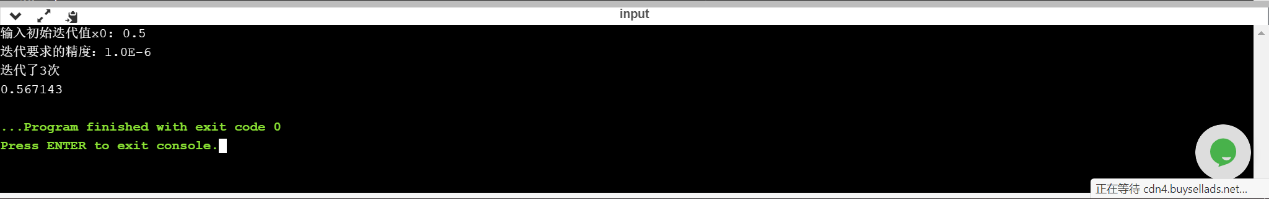 input
输入初始迭代值x0: 0.5
迭代要求的精度: 1.0E-6
迭代了3次
0.567143
...Program finished with exit code 0
Press ENTER to exit console.
正在等待 cdn4.buysellads.net...